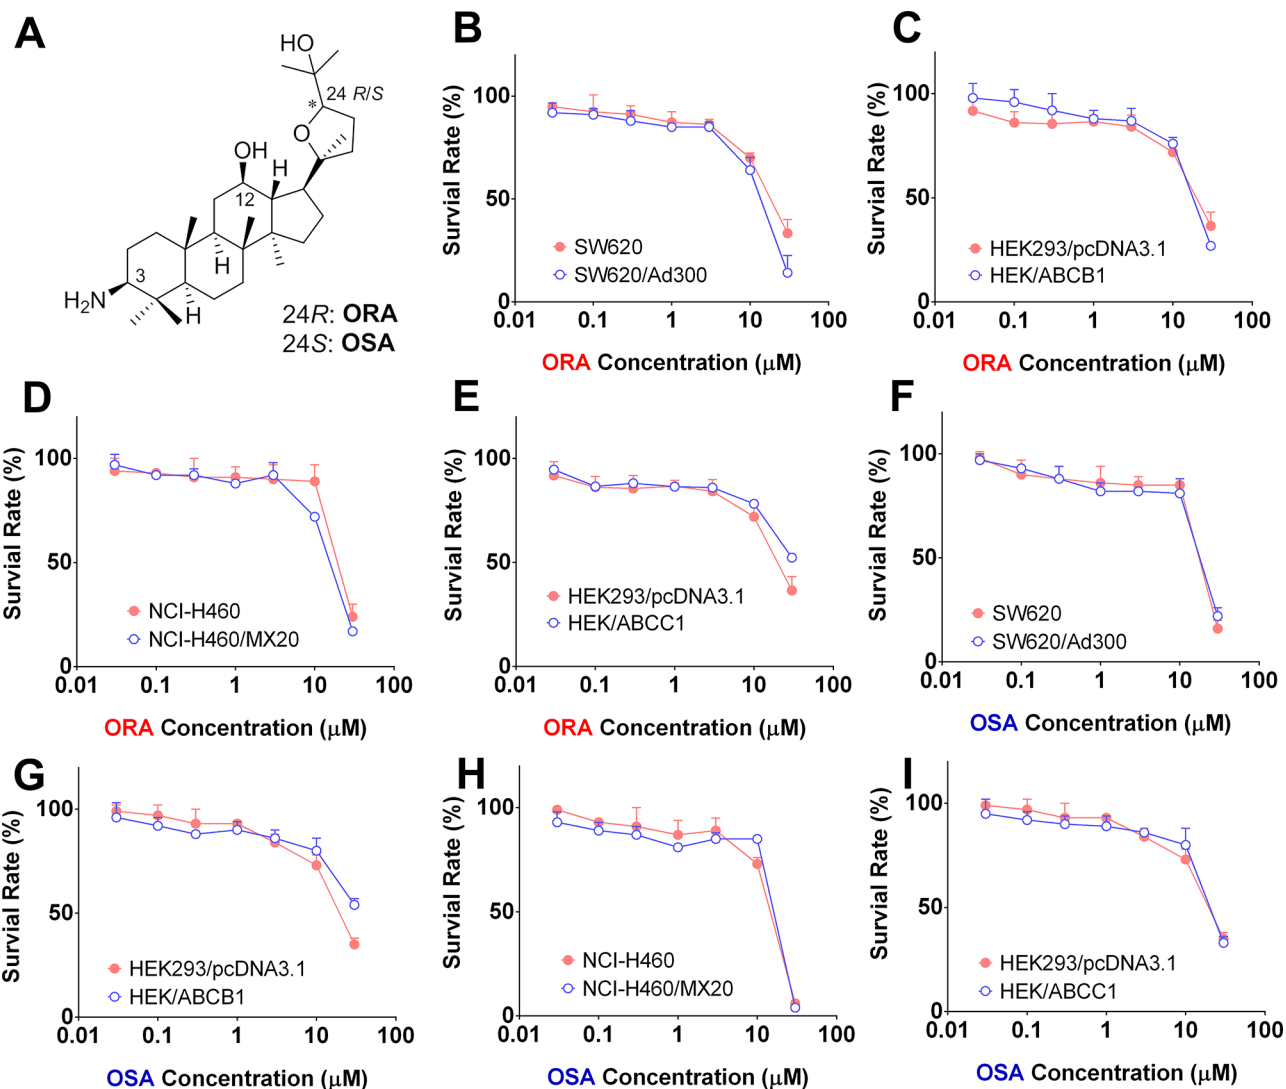 A
HO
24 R/S
*
O
OH
H
12
H
3
H2N
H
24R: ORA
24S: OSA
B
Survial Rate (%)
100
50
0
SW620
SW620/Ad300
0.01 0.1 1 10 100
ORA Concentration (μM)
C
Survial Rate (%)
100
50
0
HEK293/pcDNA3.1
HEK/ABCB1
0.01 0.1 1 10 100
ORA Concentration (μM)
D
Survial Rate (%)
100
50
0
NCI-H460
NCI-H460/MX20
0.01 0.1 1 10 100
ORA Concentration (μM)
E
Survial Rate (%)
100
50
0
HEK293/pcDNA3.1
HEK/ABCC1
0.01 0.1 1 10 100
ORA Concentration (μM)
F
Survial Rate (%)
100
50
0
SW620
SW620/Ad300
0.01 0.1 1 10 100
OSA Concentration (μM)
G
Survial Rate (%)
100
50
0
HEK293/pcDNA3.1
HEK/ABCB1
0.01 0.1 1 10 100
OSA Concentration (μM)
H
Survial Rate (%)
100
50
0
NCI-H460
NCI-H460/MX20
0.01 0.1 1 10 100
OSA Concentration (μM)
I
Survial Rate (%)
100
50
0
HEK293/pcDNA3.1
HEK/ABCC1
0.01 0.1 1 10 100
OSA Concentration (μM)